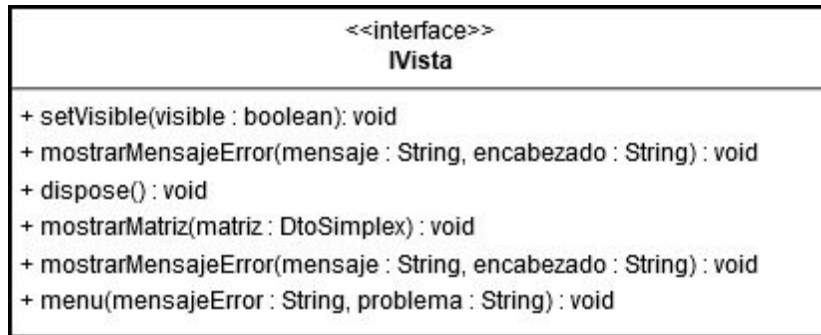 <<interface>>
IVista
+ setVisible(visible : boolean): void
+ mostrarMensajeError(mensaje : String, encabezado : String) : void
+ dispose() : void
+ mostrarMatriz(matriz : DtoSimplex) : void
+ mostrarMensajeError(mensaje : String, encabezado : String) : void
+ menu(mensajeError : String, problema : String) : void